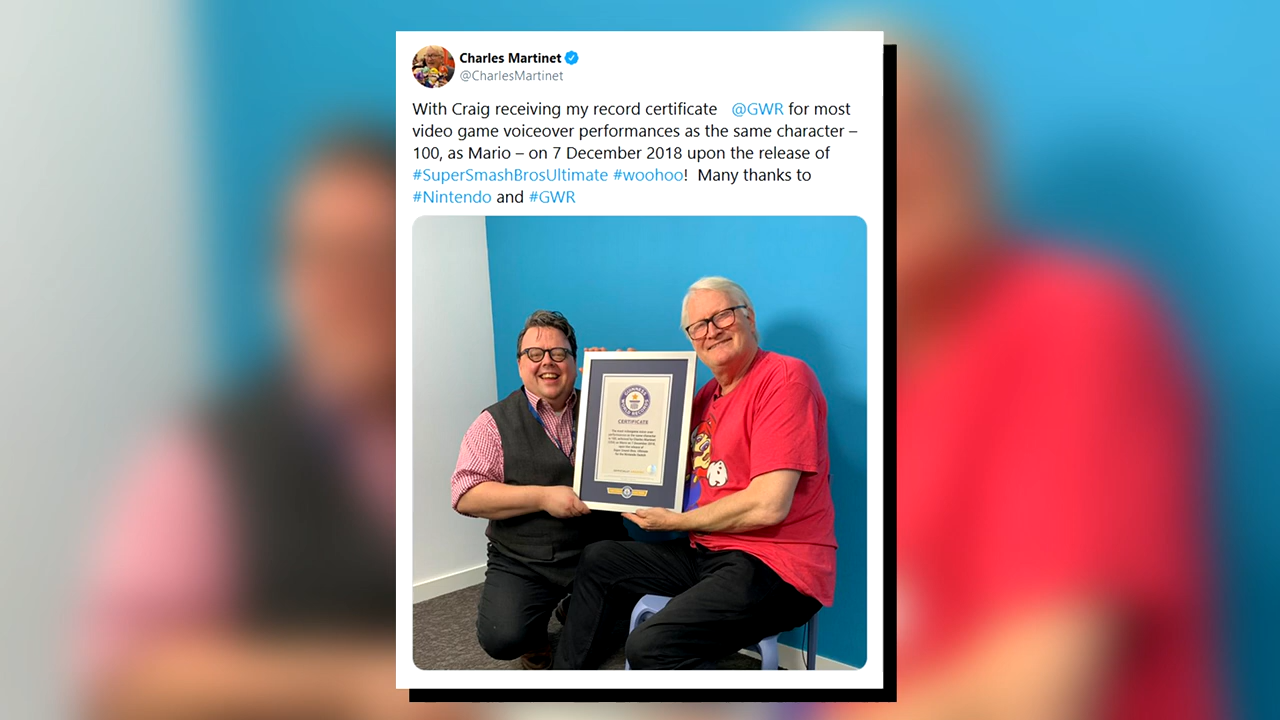 Charles Martinet
@CharlesMartinet
With Craig receiving my record certificate @GWR for most
video game voiceover performances as the same character –
100, as Mario – on 7 December 2018 upon the release of
#SuperSmashBrosUltimate #woohoo! Many thanks to
#Nintendo and #GWR
CERTIFICATE